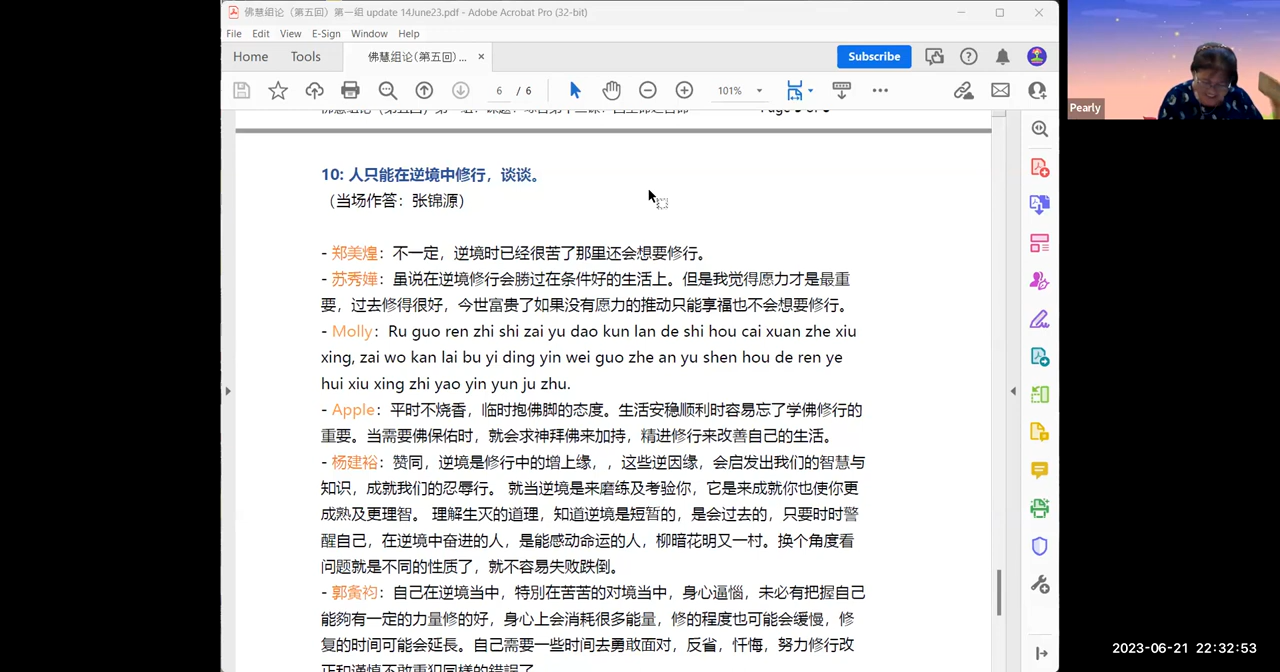 佛慧组论（第五回）第一组 update 14June23.pdf - Adobe Acrobat Pro (32-bit)
File Edit View E-Sign Window Help
Home Tools 佛慧组论(第五回)... × Subscribe
6 / 6 101%
Pearly
10: 人只能在逆境中修行，谈谈。
（当场作答：张锦源）
- 郑美煌：不一定，逆境时已经很苦了那里还会想要修行。
- 苏秀嬅：虽说在逆境修行会勝过在条件好的生活上。但是我觉得愿力才是最重
要，过去修得很好，今世富贵了如果没有愿力的推动只能享福也不会想要修行。
- Molly：Ru guo ren zhi shi zai yu dao kun lan de shi hou cai xuan zhe xiu
xing, zai wo kan lai bu yi ding yin wei guo zhe an yu shen hou de ren ye
hui xiu xing zhi yao yin yun ju zhu.
- Apple：平时不烧香，临时抱佛脚的态度。生活安稳顺利时容易忘了学佛修行的
重要。当需要佛保佑时，就会求神拜佛来加持，精进修行来改善自己的生活。
- 杨建裕：赞同，逆境是修行中的增上缘，，这些逆因缘，会启发出我们的智慧与
知识，成就我们的忍辱行。 就当逆境是来磨练及考验你，它是来成就你也使你更
成熟及更理智。 理解生灭的道理，知道逆境是短暂的，是会过去的，只要时时警
醒自己，在逆境中奋进的人，是能感动命运的人，柳暗花明又一村。换个角度看
问题就是不同的性质了，就不容易失败跌倒。
- 郭夤袀：自己在逆境当中，特別在苦苦的对境当中，身心逼恼，未必有把握自己
能夠有一定的力量修的好，身心上会消耗很多能量，修的程度也可能会缓慢，修
复的时间可能会延長。自己需要一些时间去勇敢面对，反省，忏悔，努力修行改
2023-06-21 22:32:53